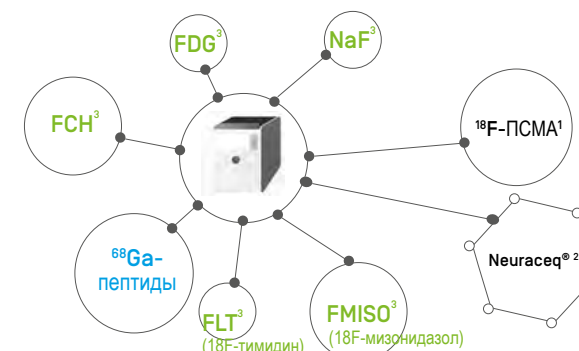 FDG³
NaF³
FCH³
¹⁸F-ПСМА¹
⁶⁸Ga-
пептиды
Neuraceq® ²
FLT³
(18F-тимидин)
FMISO³
(18F-мизонидазол)